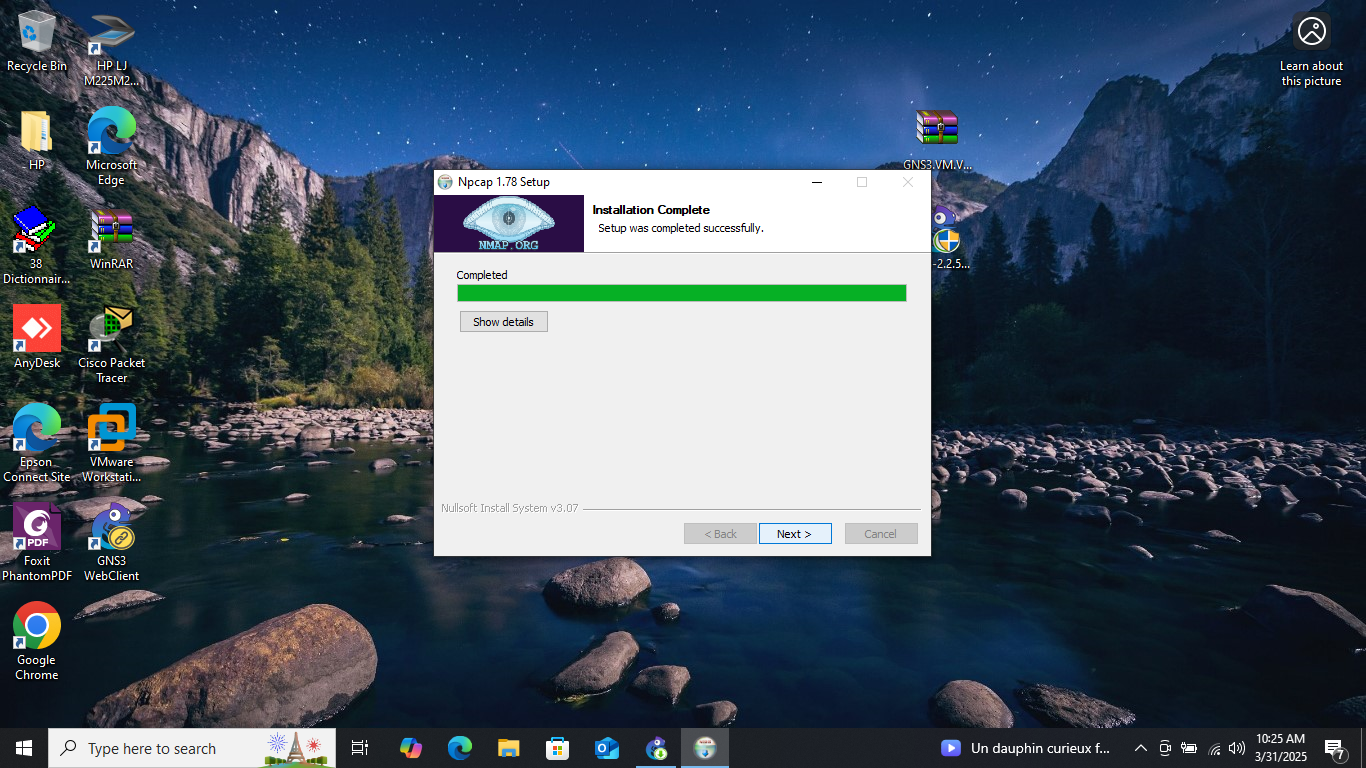 Recycle Bin
HP LJ
M225M2...
Learn about
this picture
- HP
Microsoft
Edge
GNS3.VM.V...
Npcap 1.78 Setup
NMAP.ORG
Installation Complete
Setup was completed successfully.
38
Dictionnair...
WinRAR
-2.2.5...
Completed
Show details
AnyDesk
Cisco Packet
Tracer
Epson
Connect Site
VMware
Workstati...
Nullsoft Install System v3.07
< Back
Next >
Cancel
PDF
Foxit
PhantomPDF
GNS3
WebClient
Google
Chrome
Type here to search
Un dauphin curieux f...
10:25 AM
3/31/2025
7